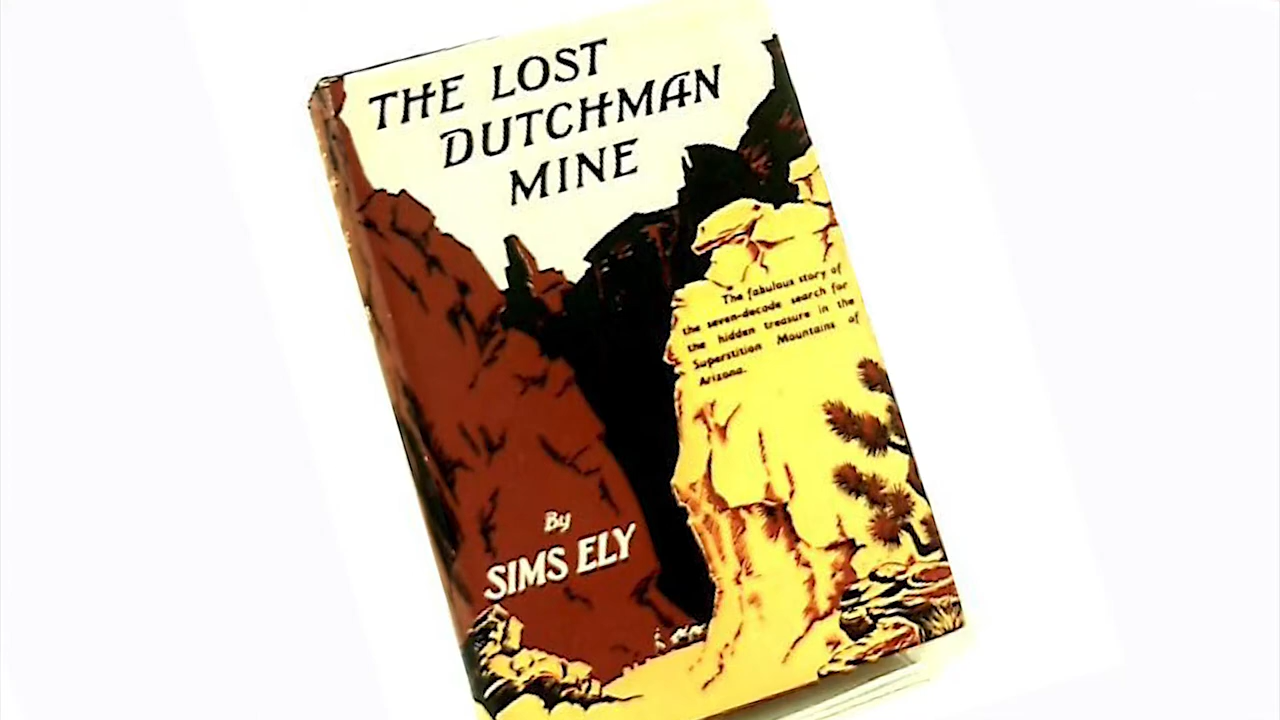 THE LOST
DUTCHMAN
MINE
The fabulous story of
the seven-decade search for
the hidden treasure in the
Superstition Mountains of
Arizona.
By
SIMS ELY